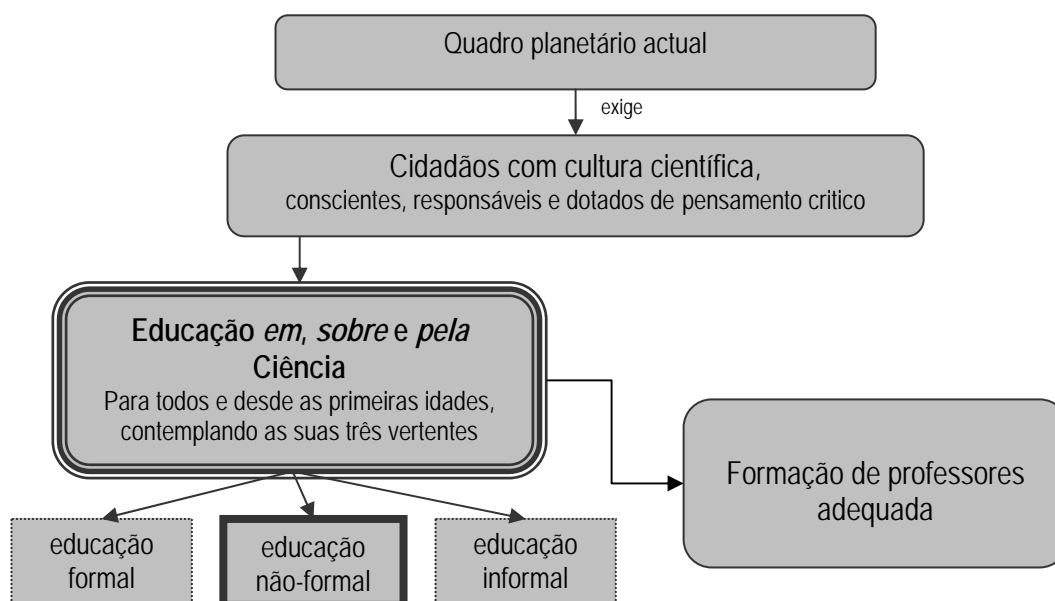 Quadro planetário actual
exige
Cidadãos com cultura científica,
conscientes, responsáveis e dotados de pensamento critico
Educação em, sobre e pela
Ciência
Para todos e desde as primeiras idades,
contemplando as suas três vertentes
Formação de professores
adequada
educação
formal
educação
não-formal
educação
informal